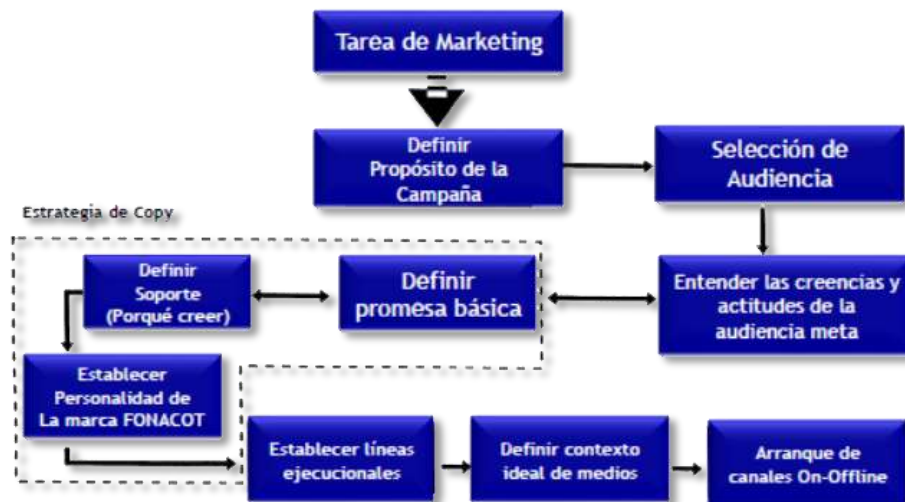 Tarea de Marketing
Definir
Propósito de la
Campaña
Selección de
Audiencia
Estrategia de Copy
Entender las creencias y
actitudes de la
audiencia meta
Definir
promesa básica
Definir
Soporte
(Porqué creer)
Establecer
Personalidad de
La marca FONACOT
Establecer líneas
ejecucionales
Definir contexto
ideal de medios
Arranque de
canales On-Offline